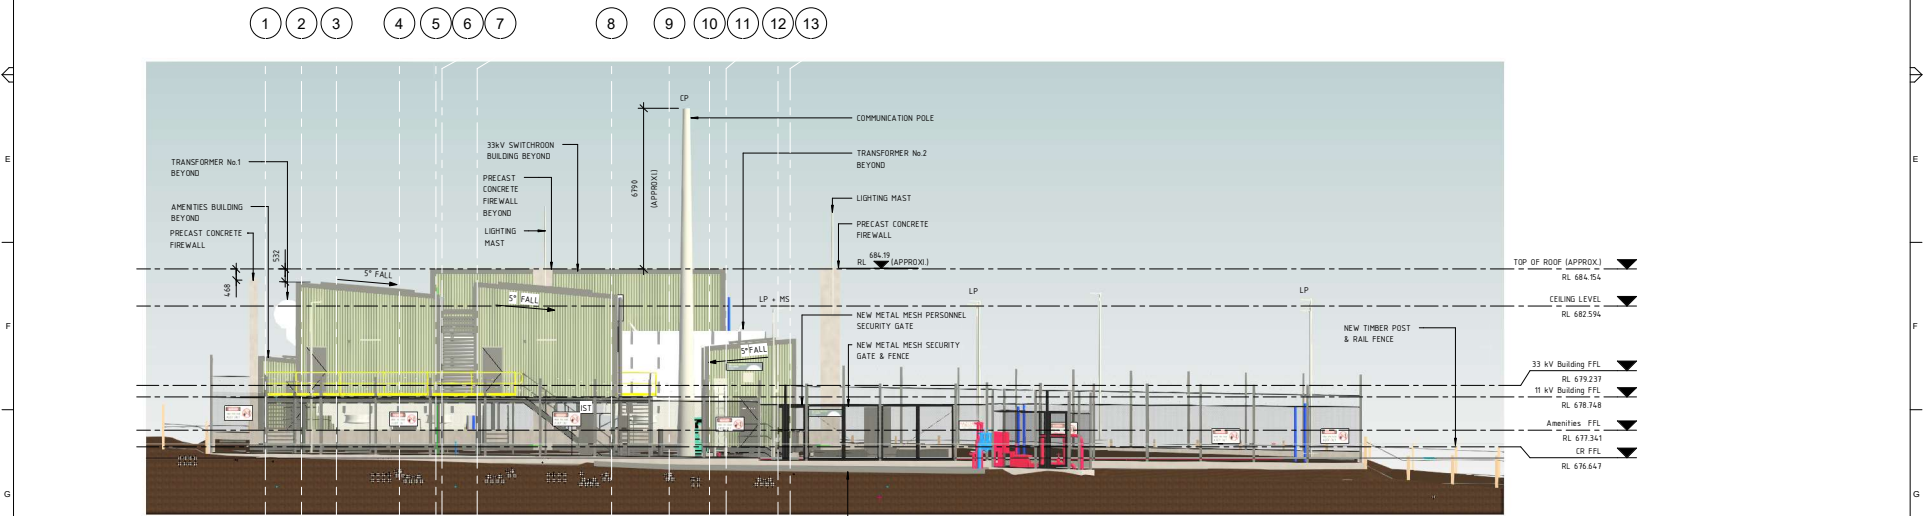 1 2 3 4 5 6 7 8 9 10 11 12 13
CP
COMMUNICATION POLE
33kV SWITCHROON
BUILDING BEYOND
TRANSFORMER No.1
BEYOND
TRANSFORMER No.2
BEYOND
PRECAST
CONCRETE
FIREWALL
BEYOND
6790
(APPROX()
LIGHTING MAST
AMENITIES BUILDING
BEYOND
PRECAST CONCRETE
FIREWALL
LIGHTING
MAST
PRECAST CONCRETE
FIREWALL
532
468
684.19
RL (APPROX).)
5° FALL
5° FALL
5° FALL
TOP OF ROOF (APPROX.)
RL 684.154
LP + MS
LP
LP
CEILING LEVEL
RL 682.594
NEW METAL MESH PERSONNEL
SECURITY GATE
NEW TIMBER POST
& RAIL FENCE
NEW METAL MESH SECURITY
GATE & FENCE
33 kV Building FFL
RL 679.237
11 kV Building FFL
RL 678.748
IST
Amenities FFL
RL 677.341
CR FFL
RL 676.647
E
E
F
F
G
G